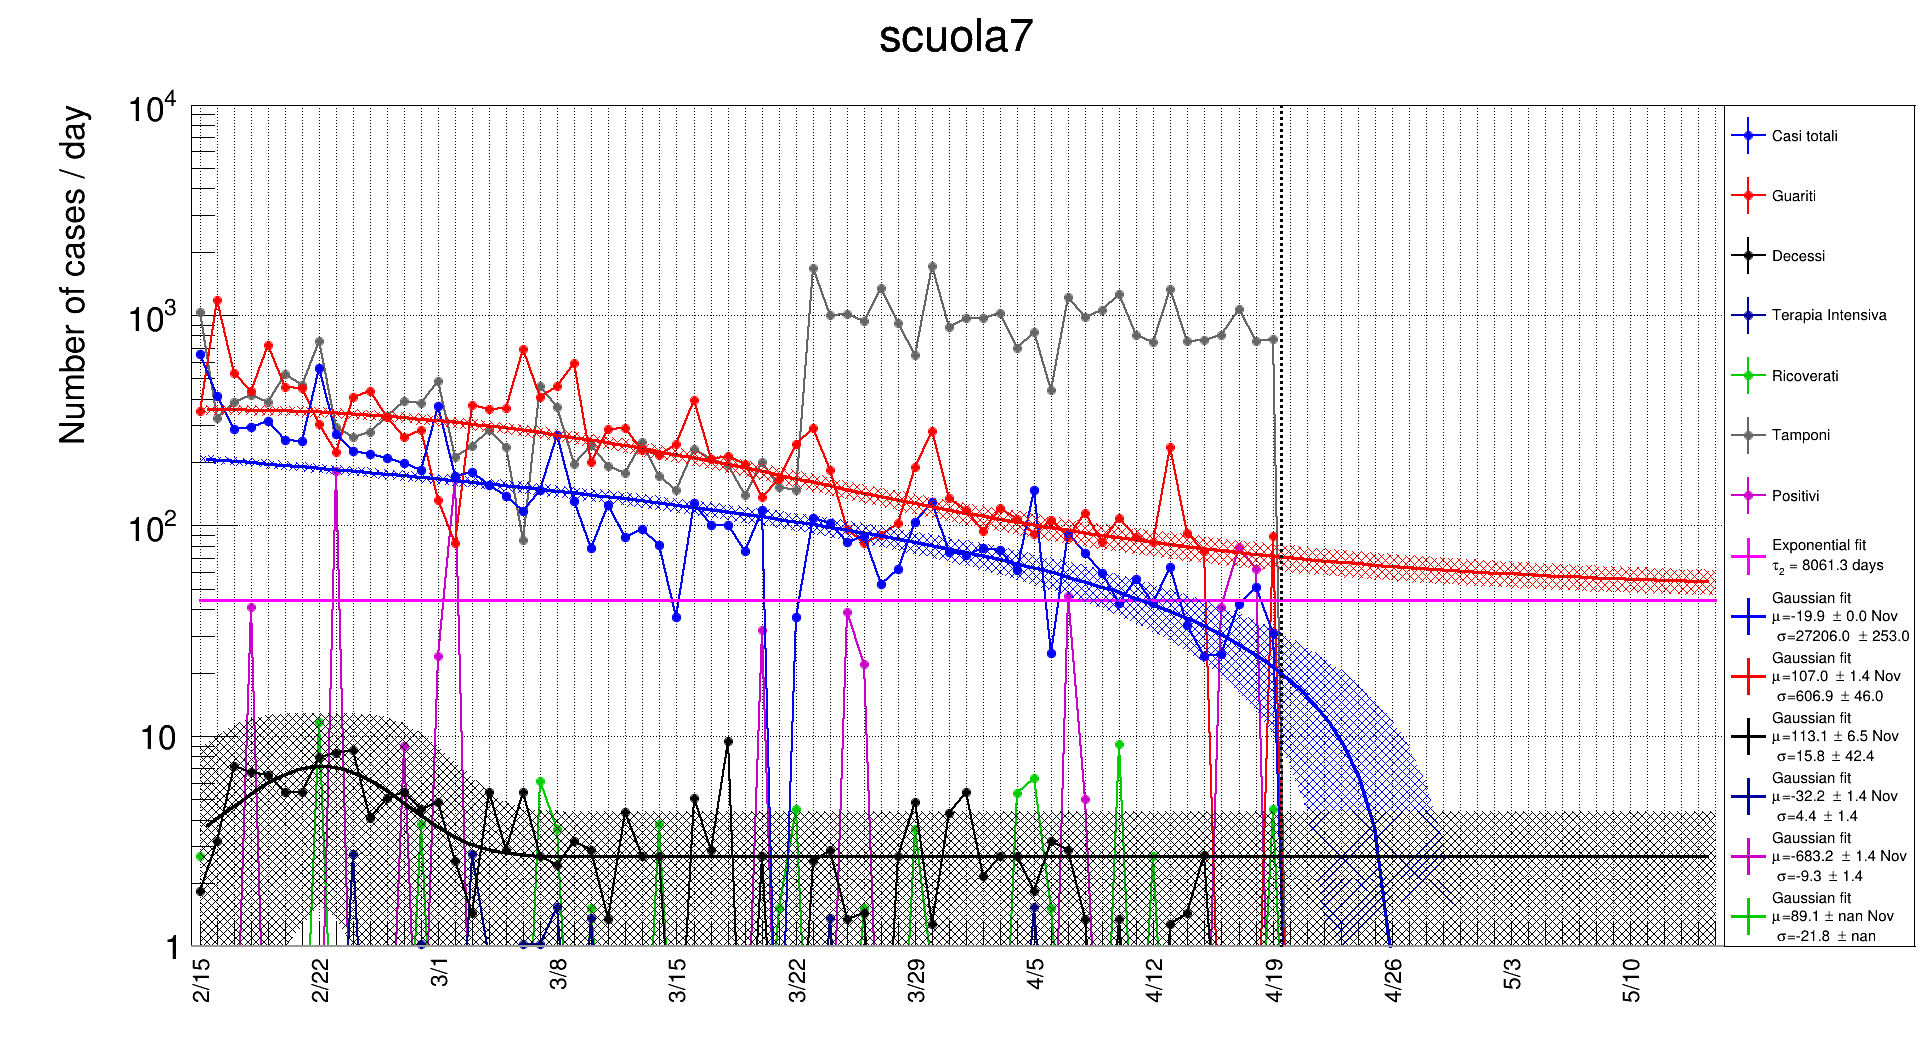 scuola7
Number of cases / day
10^4
10^3
10^2
10
1
2/15
2/22
3/1
3/8
3/15
3/22
3/29
4/5
4/12
4/19
4/26
5/3
5/10
Casi totali
Guariti
Decessi
Terapia Intensiva
Ricoverati
Tamponi
Positivi
Exponential fit
τ₂ = 8061.3 days
Gaussian fit
μ=-19.9 ± 0.0 Nov
σ=27206.0 ± 253.0
Gaussian fit
μ=107.0 ± 1.4 Nov
σ=606.9 ± 46.0
Gaussian fit
μ=113.1 ± 6.5 Nov
σ=15.8 ± 42.4
Gaussian fit
μ=-32.2 ± 1.4 Nov
σ=4.4 ± 1.4
Gaussian fit
μ=-683.2 ± 1.4 Nov
σ=-9.3 ± 1.4
Gaussian fit
μ=89.1 ± nan Nov
σ=-21.8 ± nan